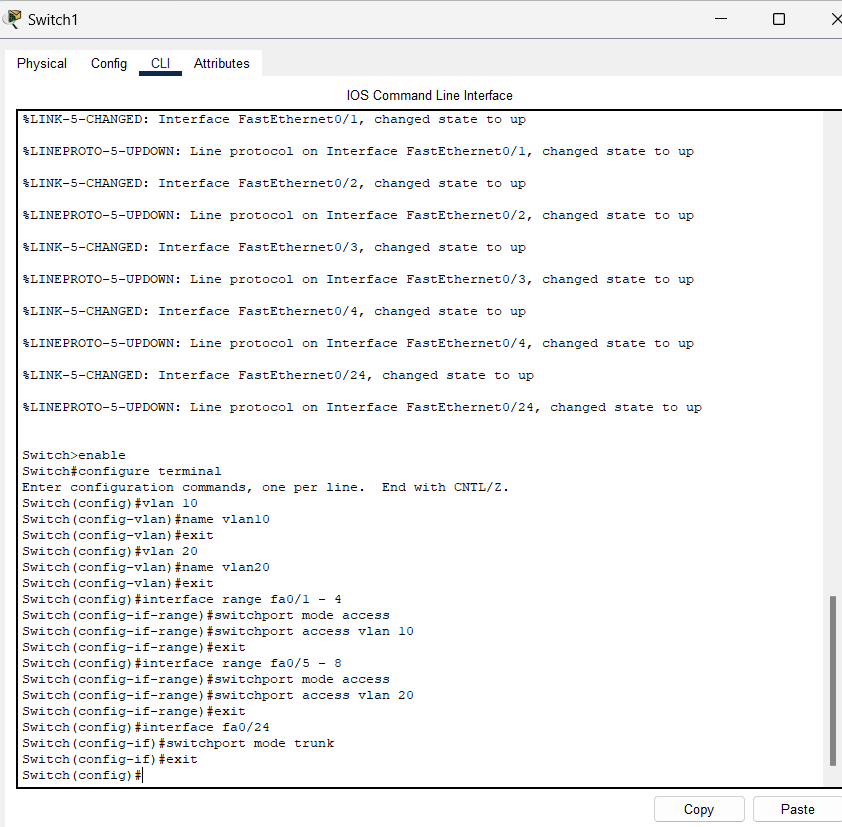 Switch1
Physical Config CLI Attributes
IOS Command Line Interface
%LINK-5-CHANGED: Interface FastEthernet0/1, changed state to up
%LINEPROTO-5-UPDOWN: Line protocol on Interface FastEthernet0/1, changed state to up
%LINK-5-CHANGED: Interface FastEthernet0/2, changed state to up
%LINEPROTO-5-UPDOWN: Line protocol on Interface FastEthernet0/2, changed state to up
%LINK-5-CHANGED: Interface FastEthernet0/3, changed state to up
%LINEPROTO-5-UPDOWN: Line protocol on Interface FastEthernet0/3, changed state to up
%LINK-5-CHANGED: Interface FastEthernet0/4, changed state to up
%LINEPROTO-5-UPDOWN: Line protocol on Interface FastEthernet0/4, changed state to up
%LINK-5-CHANGED: Interface FastEthernet0/24, changed state to up
%LINEPROTO-5-UPDOWN: Line protocol on Interface FastEthernet0/24, changed state to up
Switch>enable
Switch#configure terminal
Enter configuration commands, one per line.  End with CNTL/Z.
Switch(config)#vlan 10
Switch(config-vlan)#name vlan10
Switch(config-vlan)#exit
Switch(config)#vlan 20
Switch(config-vlan)#name vlan20
Switch(config-vlan)#exit
Switch(config)#interface range fa0/1 - 4
Switch(config-if-range)#switchport mode access
Switch(config-if-range)#switchport access vlan 10
Switch(config-if-range)#exit
Switch(config)#interface range fa0/5 - 8
Switch(config-if-range)#switchport mode access
Switch(config-if-range)#switchport access vlan 20
Switch(config-if-range)#exit
Switch(config)#interface fa0/24
Switch(config-if)#switchport mode trunk
Switch(config-if)#exit
Switch(config)#
Copy Paste